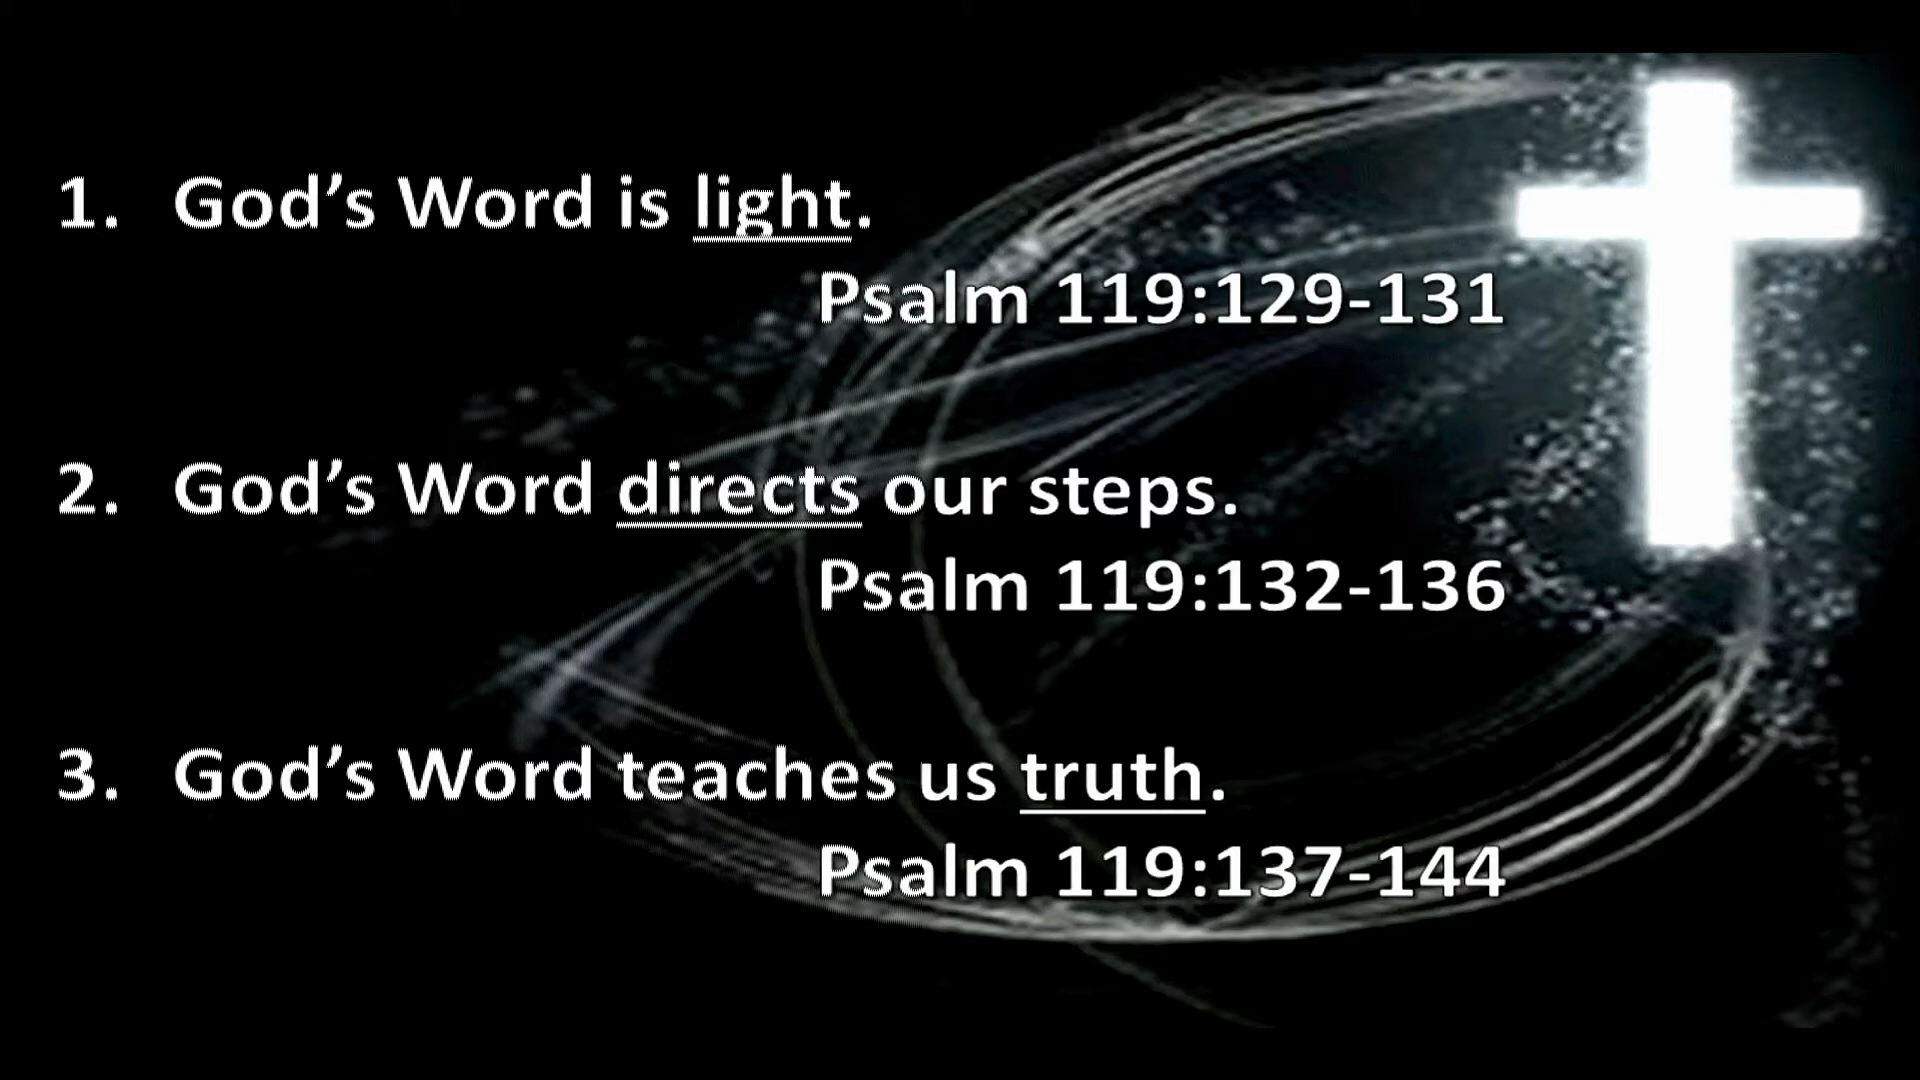 1. God’s Word is light.
Psalm 119:129-131
2. God’s Word directs our steps.
Psalm 119:132-136
3. God’s Word teaches us truth.
Psalm 119:137-144